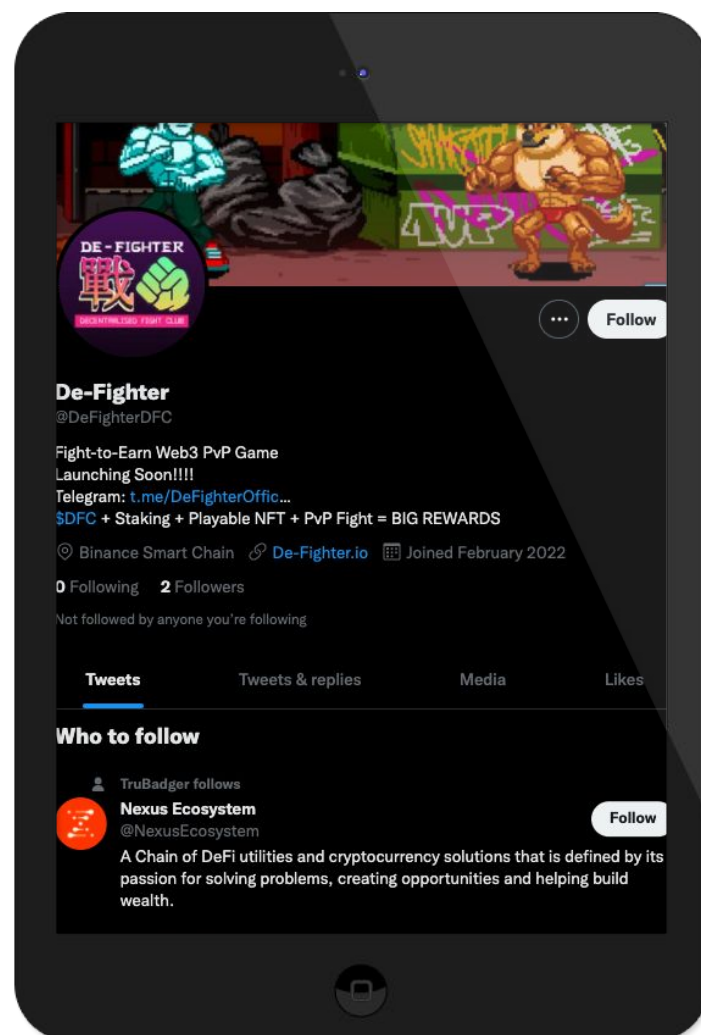 AVP
DE-FIGHTER
戰
DECENTRALISED FIGHT CLUB
Follow
De-Fighter
@DeFighterDFC
Fight-to-Earn Web3 PvP Game
Launching Soon!!!!
Telegram: t.me/DeFighterOffic…
$DFC + Staking + Playable NFT + PvP Fight = BIG REWARDS
Binance Smart Chain De-Fighter.io Joined February 2022
0 Following 2 Followers
Not followed by anyone you're following
Tweets Tweets & replies Media Likes
Who to follow
TruBadger follows
Nexus Ecosystem
@NexusEcosystem
Follow
A Chain of DeFi utilities and cryptocurrency solutions that is defined by its
passion for solving problems, creating opportunities and helping build
wealth.